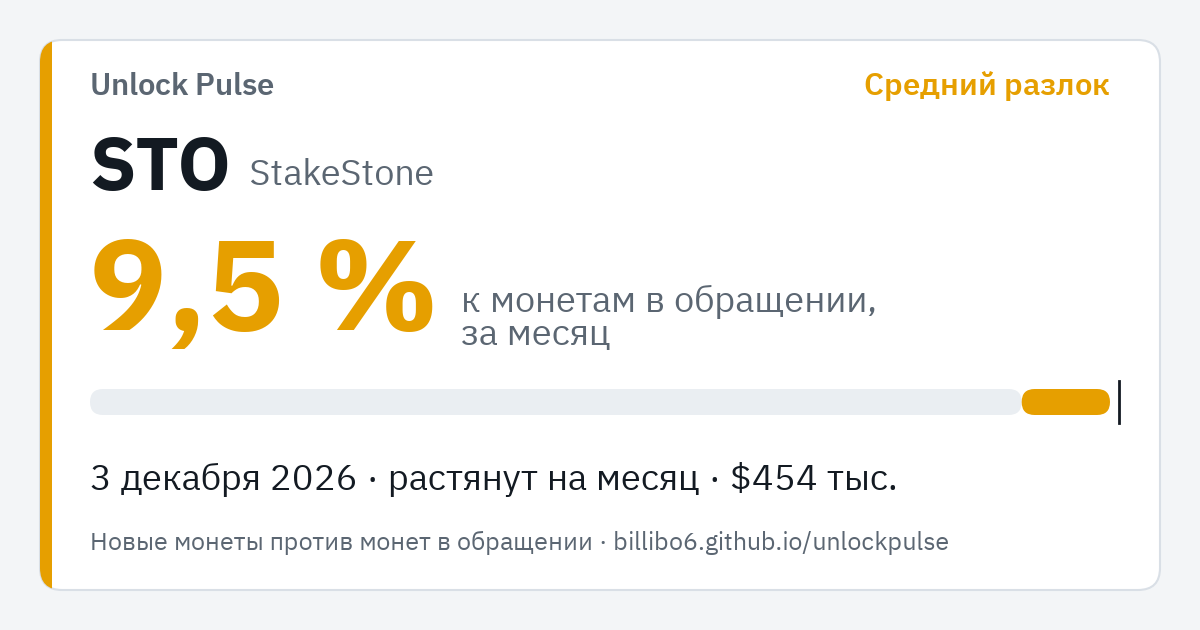 Unlock Pulse
Средний разлок
STO StakeStone
9,5 % к монетам в обращении,
за месяц
3 декабря 2026 · растянут на месяц · $454 тыс.
Новые монеты против монет в обращении · billibo6.github.io/unlockpulse